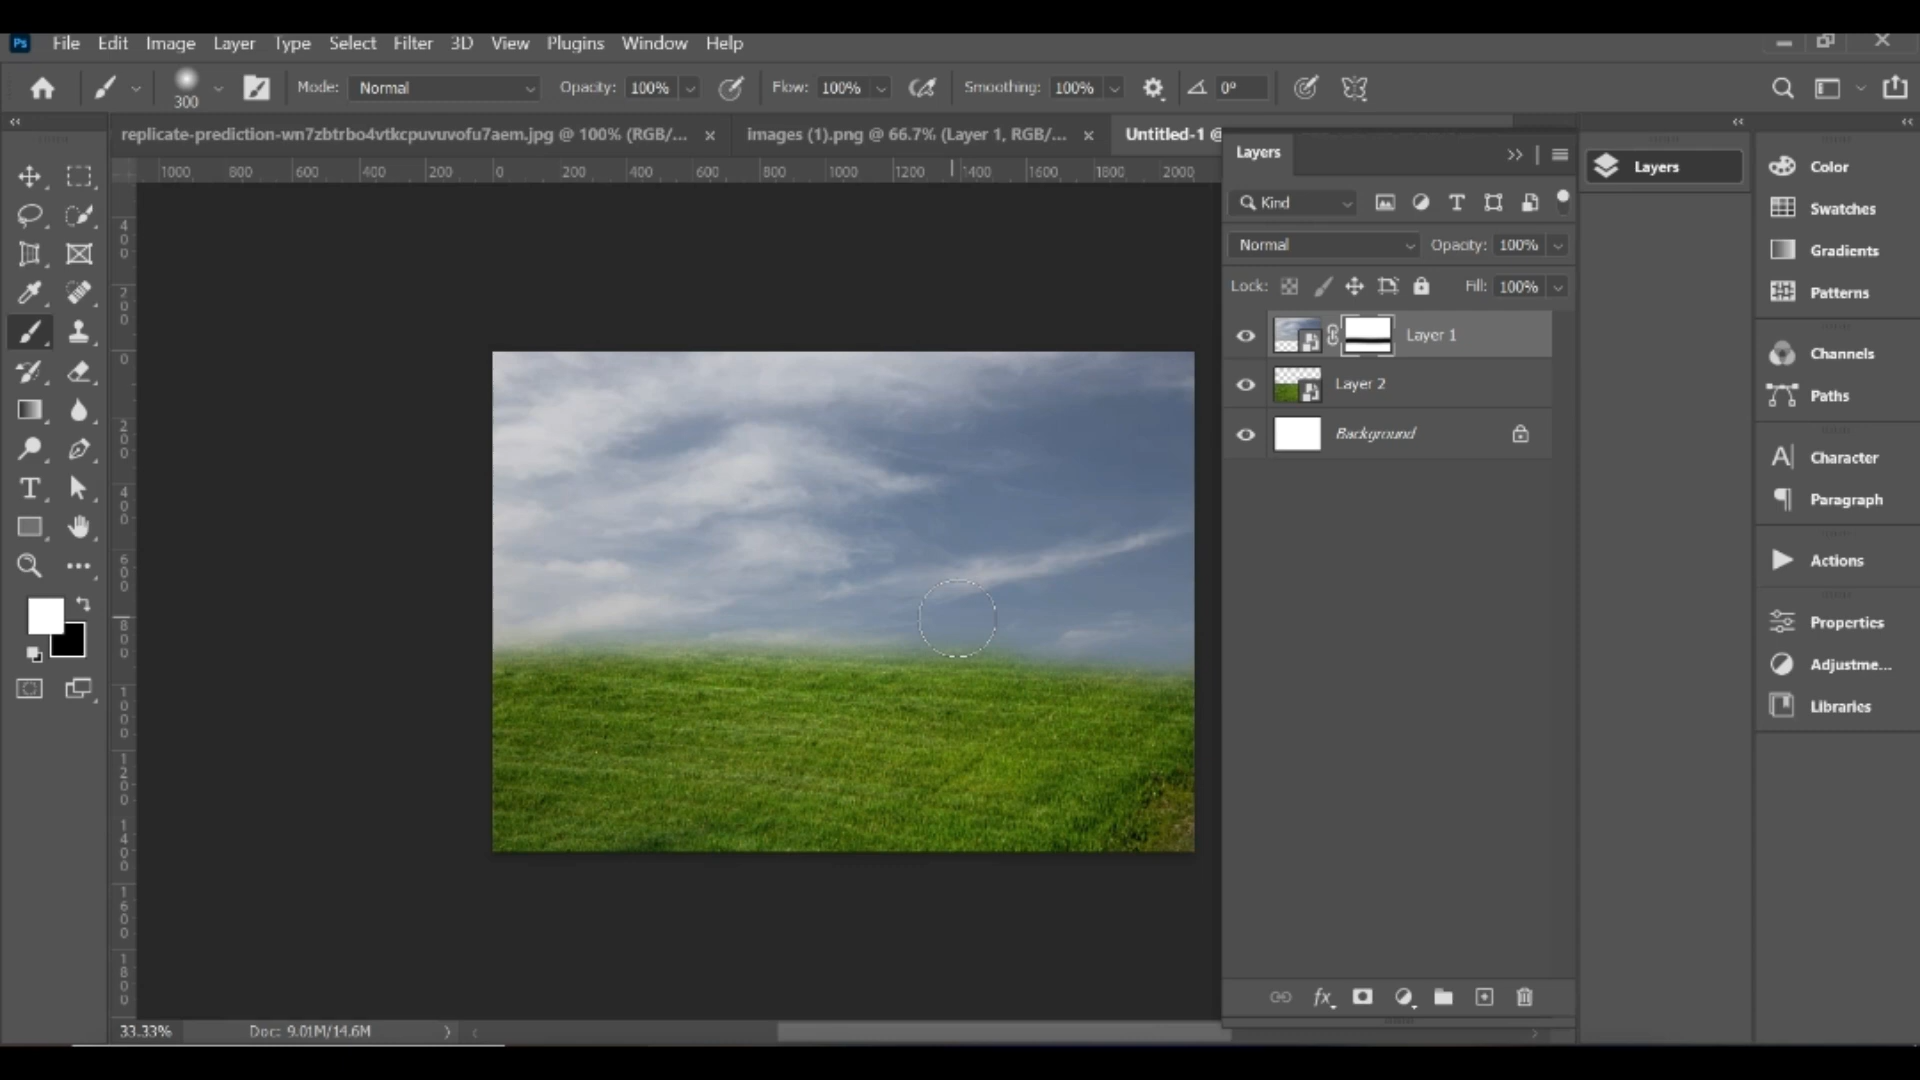 Ps File Edit Image Layer Type Select Filter 3D View Plugins Window Help
300 Mode: Normal Opacity: 100% Flow: 100% Smoothing: 100% 0°
replicate-prediction-wn7zbtrbo4vtkcpuvuvofu7aem.jpg @ 100% (RGB/... × images (1).png @ 66.7% (Layer 1, RGB/... × Untitled-1 @
1000 800 600 400 200 0 200 400 600 800 1000 1200 1400 1600 1800 2000
400
200
0
200
400
600
800
1000
1200
1400
1600
1800
Layers
Kind
Normal Opacity: 100%
Lock: Fill: 100%
Layer 1
Layer 2
Background
fx
Layers
Color
Swatches
Gradients
Patterns
Channels
Paths
Character
Paragraph
Actions
Properties
Adjustme...
Libraries
33.33% Doc: 9.01M/14.6M